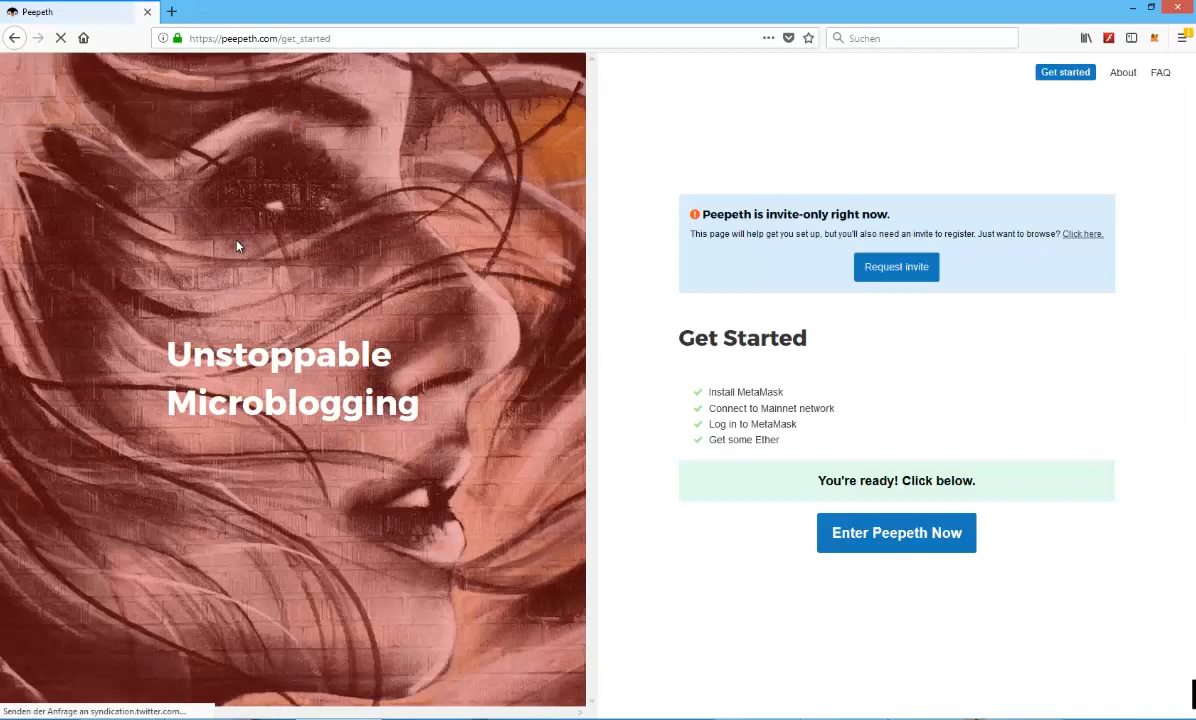 Peepeth
https://peepeth.com/get_started
Suchen
Get started About FAQ
Peepeth is invite-only right now.
This page will help get you set up, but you'll also need an invite to register. Just want to browse? Click here.
Request invite
Unstoppable
Microblogging
Get Started
Install MetaMask
Connect to Mainnet network
Log in to MetaMask
Get some Ether
You're ready! Click below.
Enter Peepeth Now
Senden der Anfrage an syndication.twitter.com...